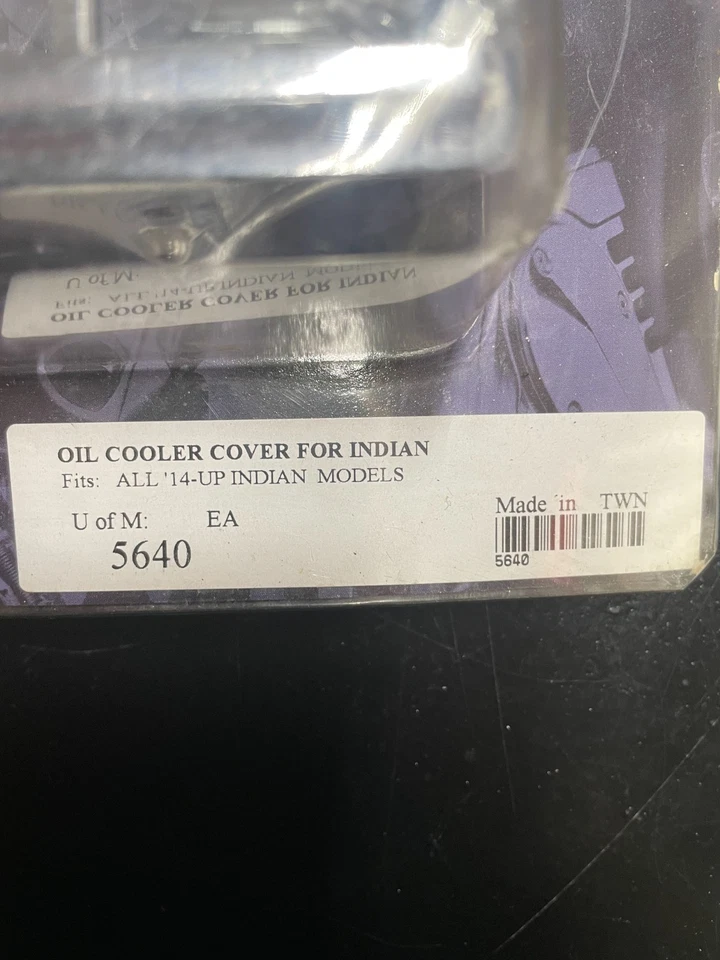 OIL COOLER COVER FOR INDIAN
Fits: ALL '14-UP INDIAN MODELS
U of M: EA
5640
Made in TWN
5640